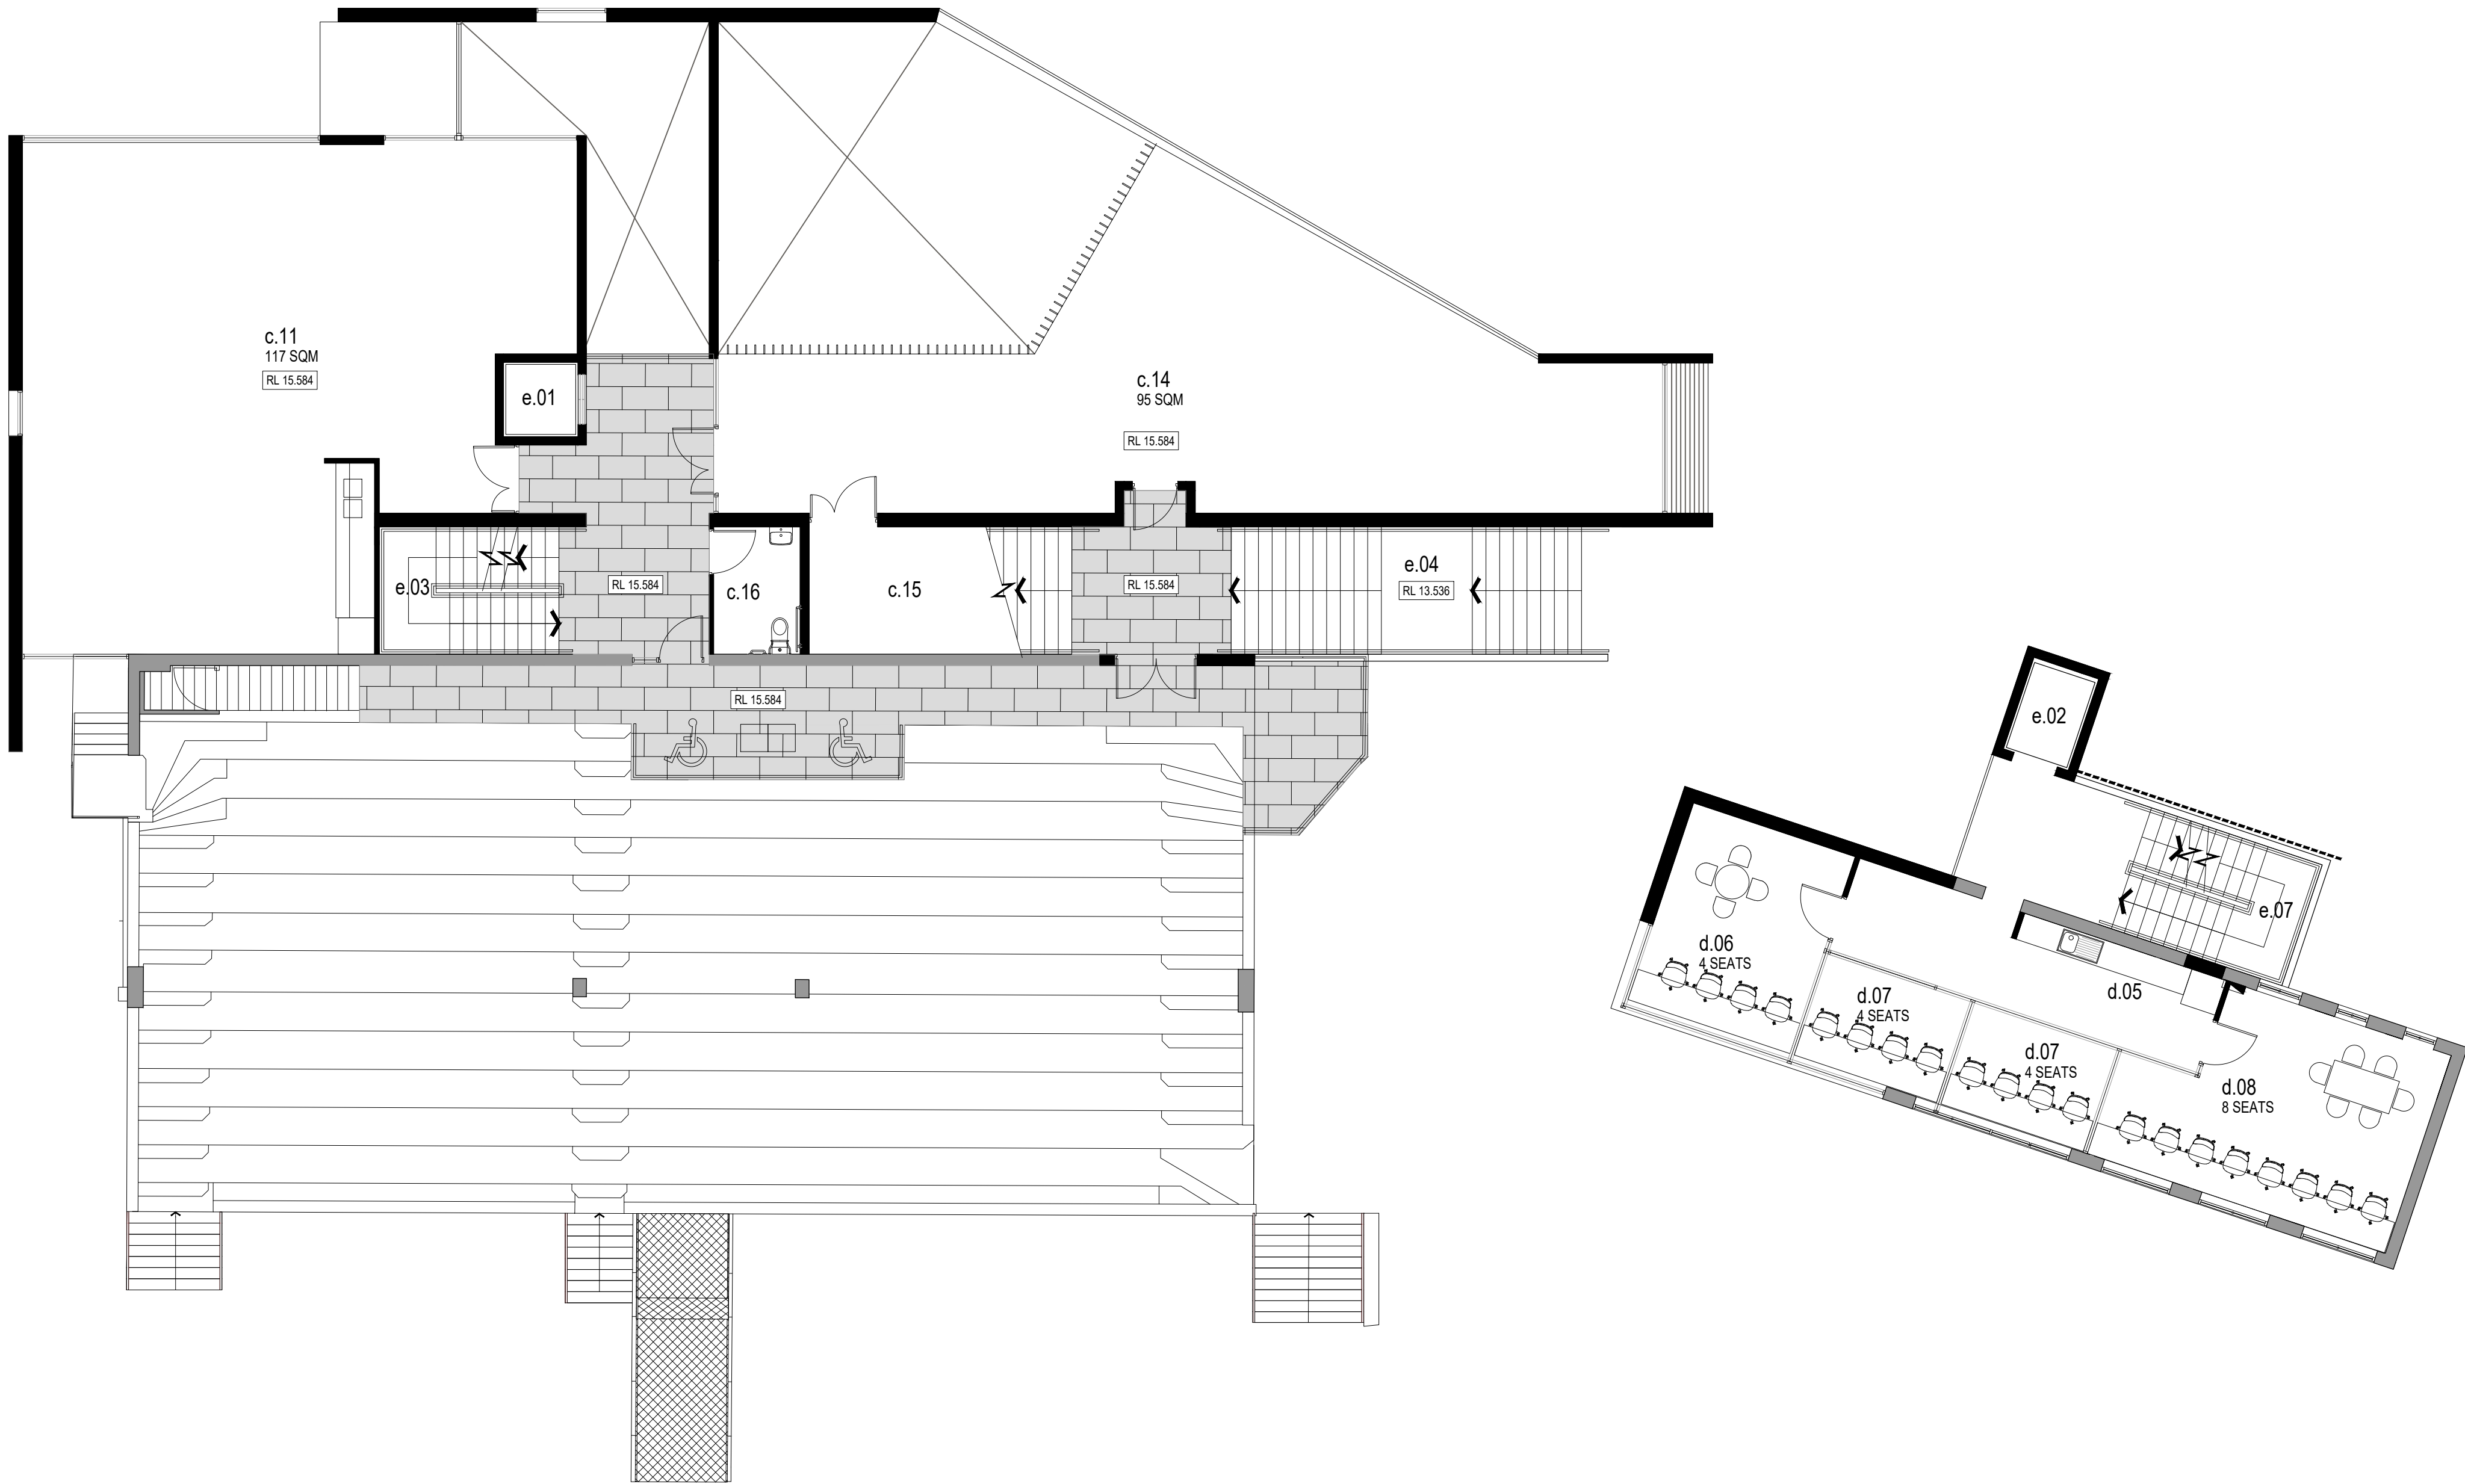 c.11
117 SQM
RL 15.584
e.01
c.14
95 SQM
RL 15.584
e.03
RL 15.584
c.16
c.15
RL 15.584
e.04
RL 13.536
RL 15.584
e.02
e.07
d.06
4 SEATS
d.05
d.07
4 SEATS
d.07
4 SEATS
d.08
8 SEATS